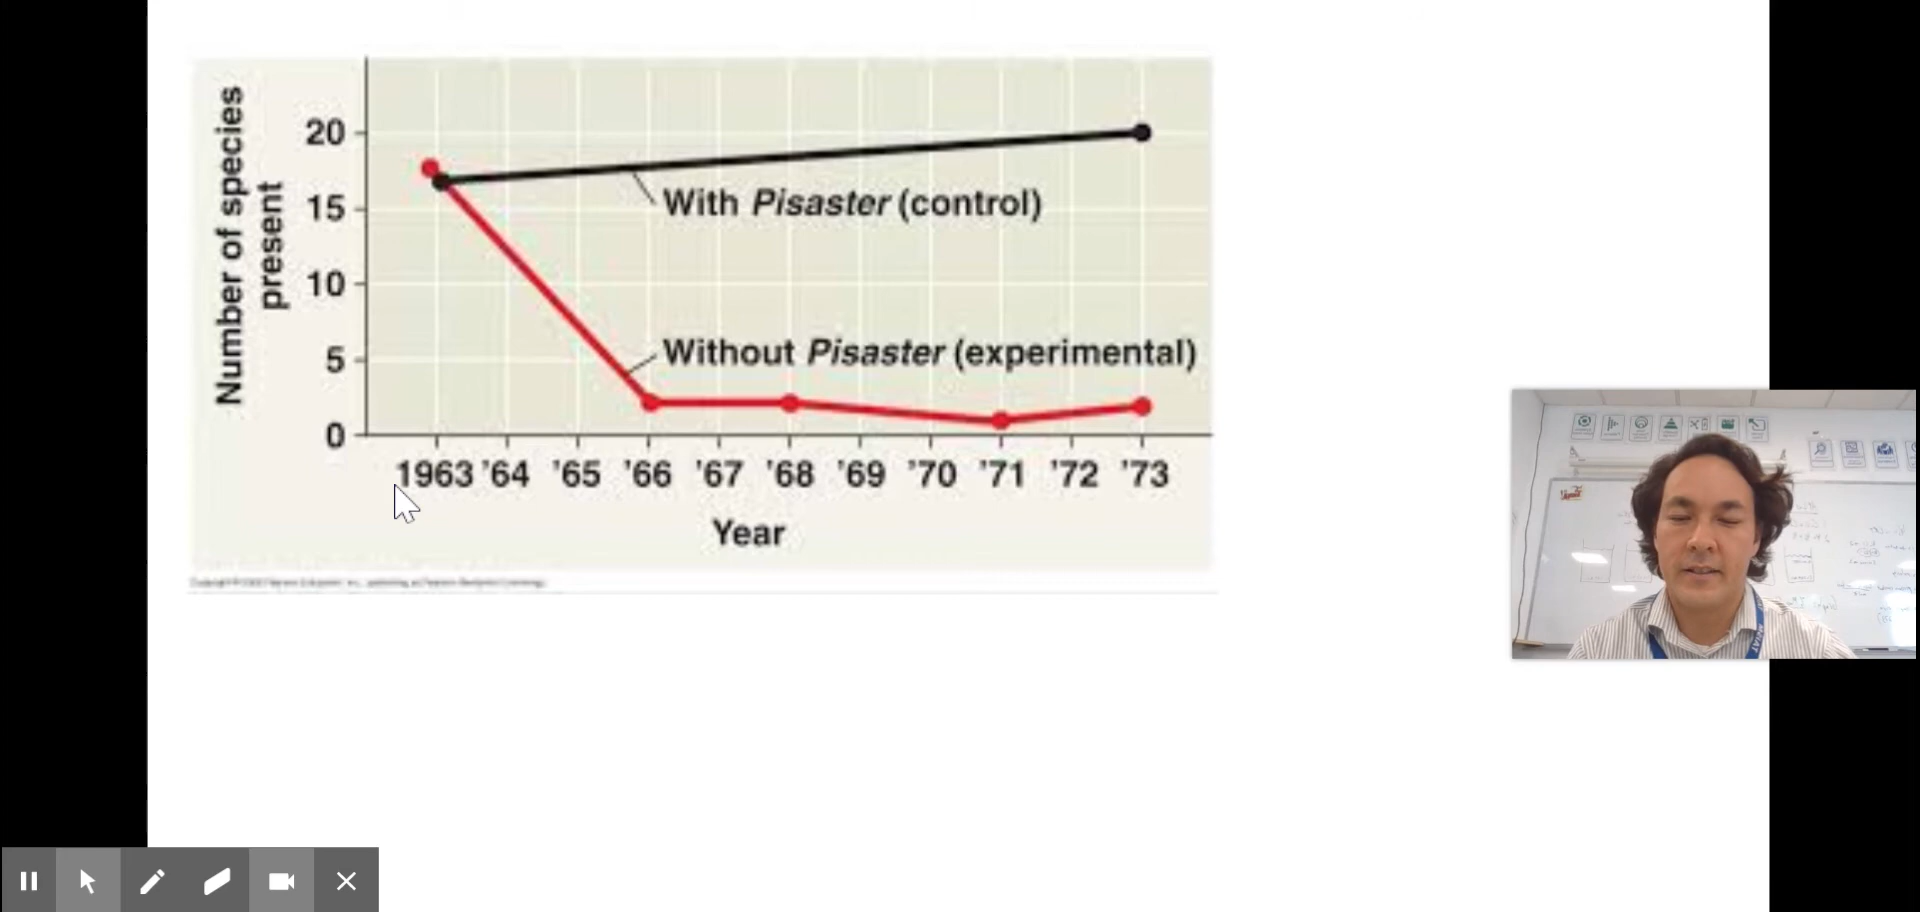 Number of species
present
20
15
10
5
0
With Pisaster (control)
Without Pisaster (experimental)
1963 '64 '65 '66 '67 '68 '69 '70 '71 '72 '73
Year